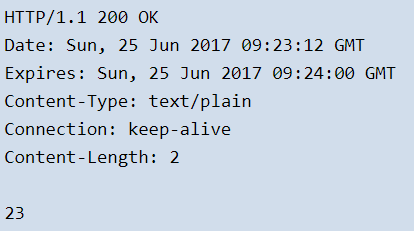 HTTP/1.1 200 OK
Date: Sun, 25 Jun 2017 09:23:12 GMT
Expires: Sun, 25 Jun 2017 09:24:00 GMT
Content-Type: text/plain
Connection: keep-alive
Content-Length: 2

23